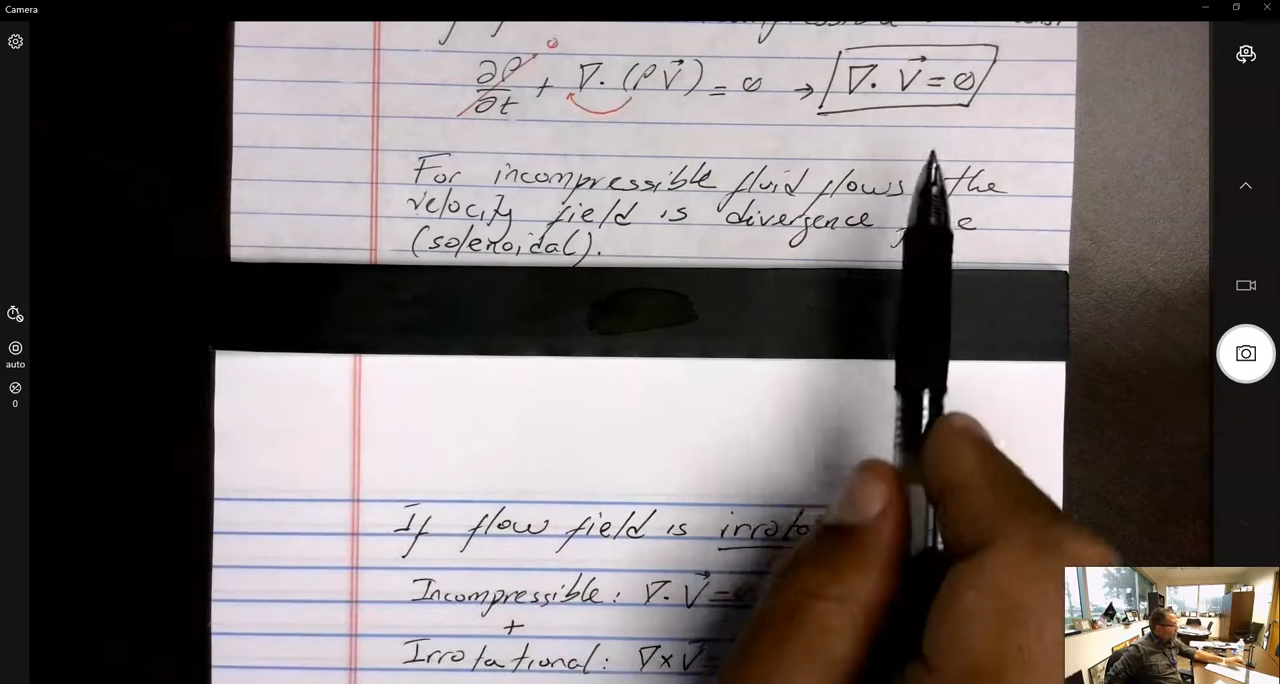 Camera
∂ρ/∂t + ∇·(ρV⃗) = 0 → ∇·V⃗ = 0
For incompressible fluid flows the
velocity field is divergence
(solenoidal).
If flow field is
Incompressible: ∇·V⃗ =
+
Irrotational: ∇×V⃗ =
auto
0